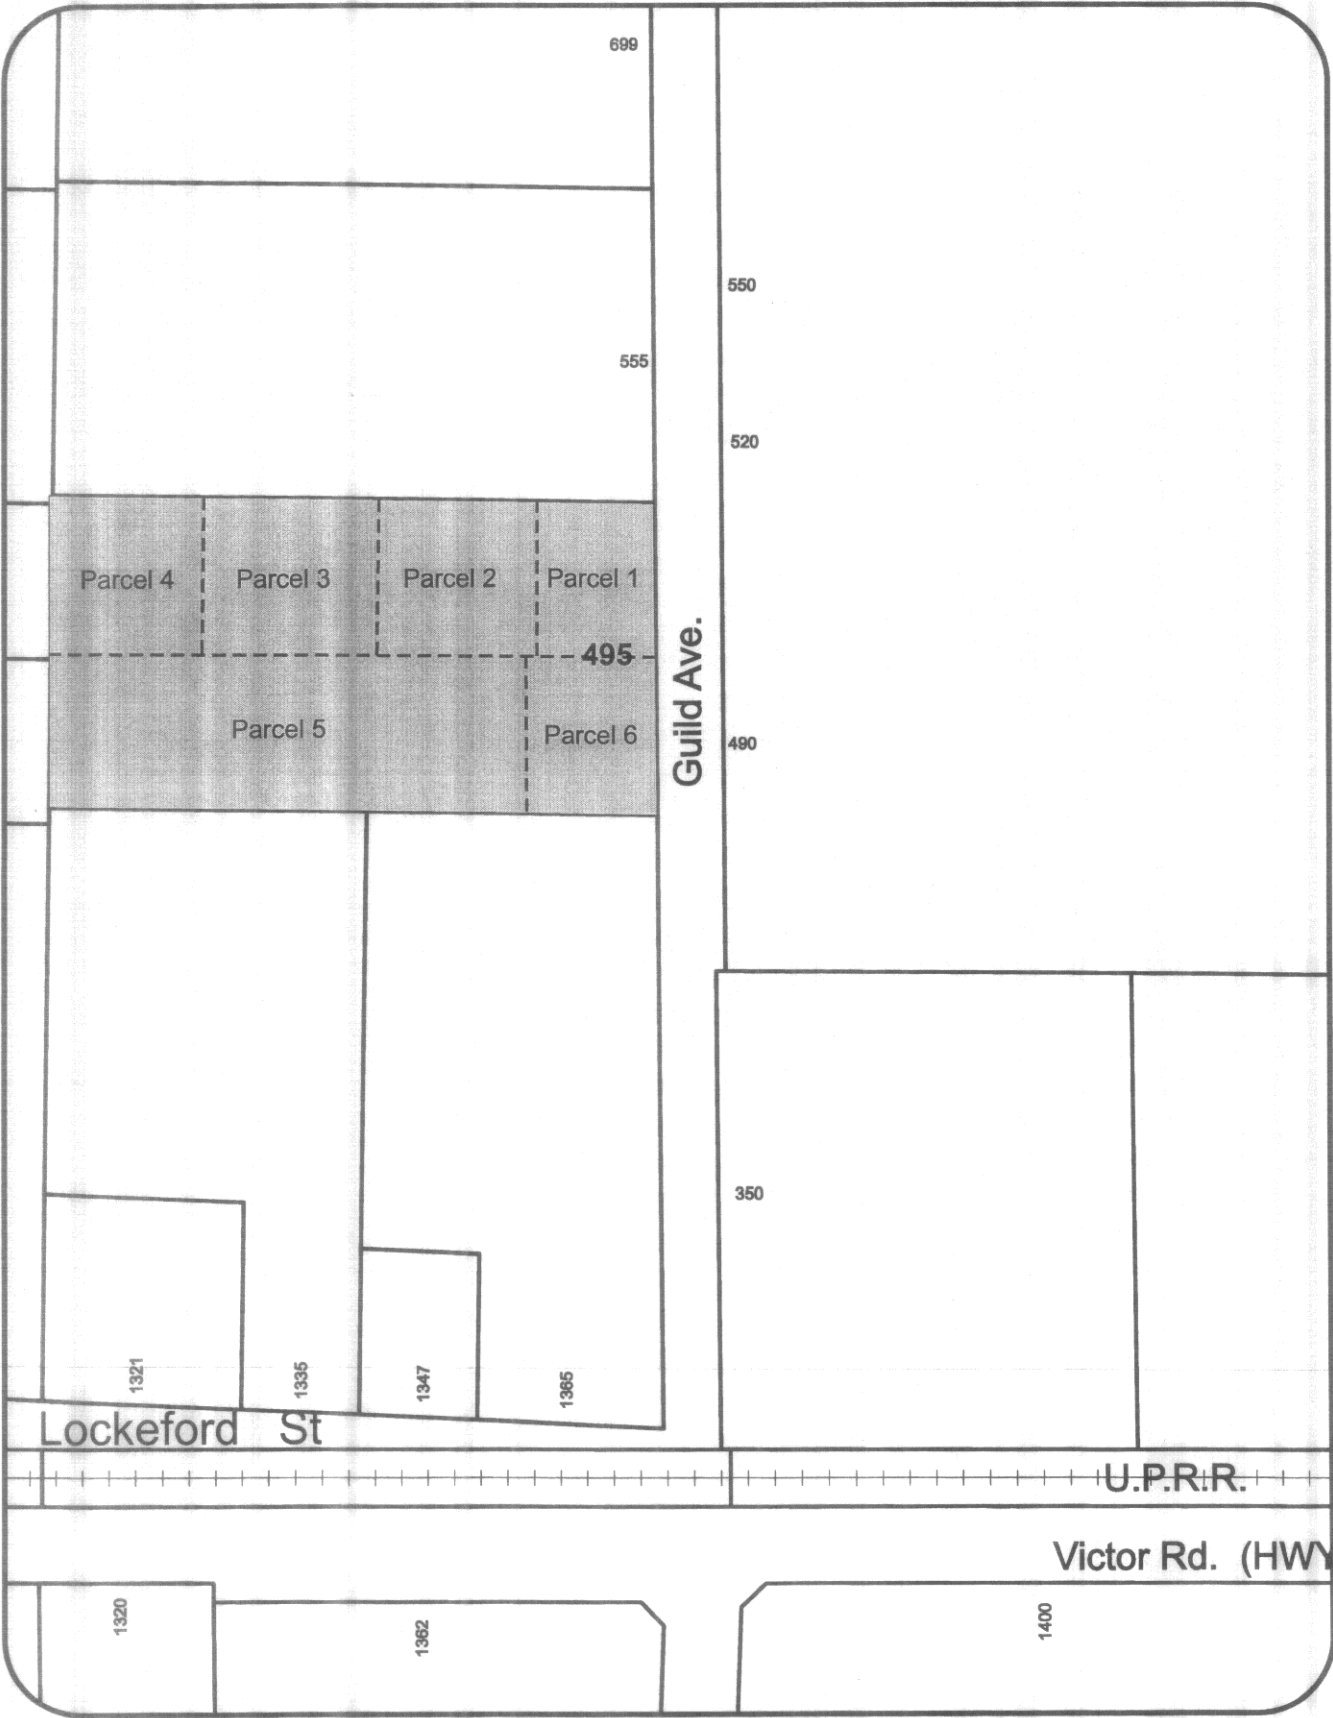 699
550
555
520
Parcel 4
Parcel 3
Parcel 2
Parcel 1
495
Guild Ave.
Parcel 5
Parcel 6
490
350
1321
1335
1347
1365
Lockeford St
U.P.R.R.
Victor Rd. (HWY
1320
1362
1400